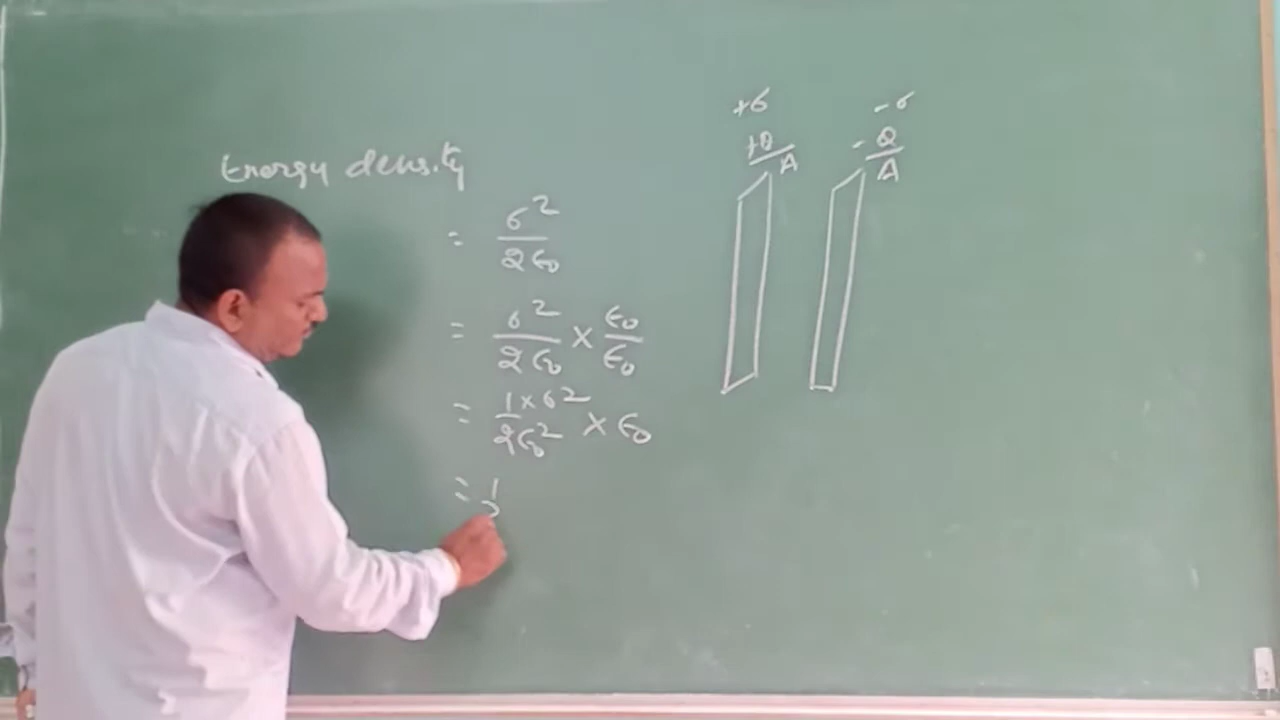 Energy density
= σ²/2ε₀
= σ²/2ε₀ × ε₀/ε₀
= 1×σ²/2ε₀² × ε₀
= 1/2
+σ
+Q/A
-σ
-Q/A